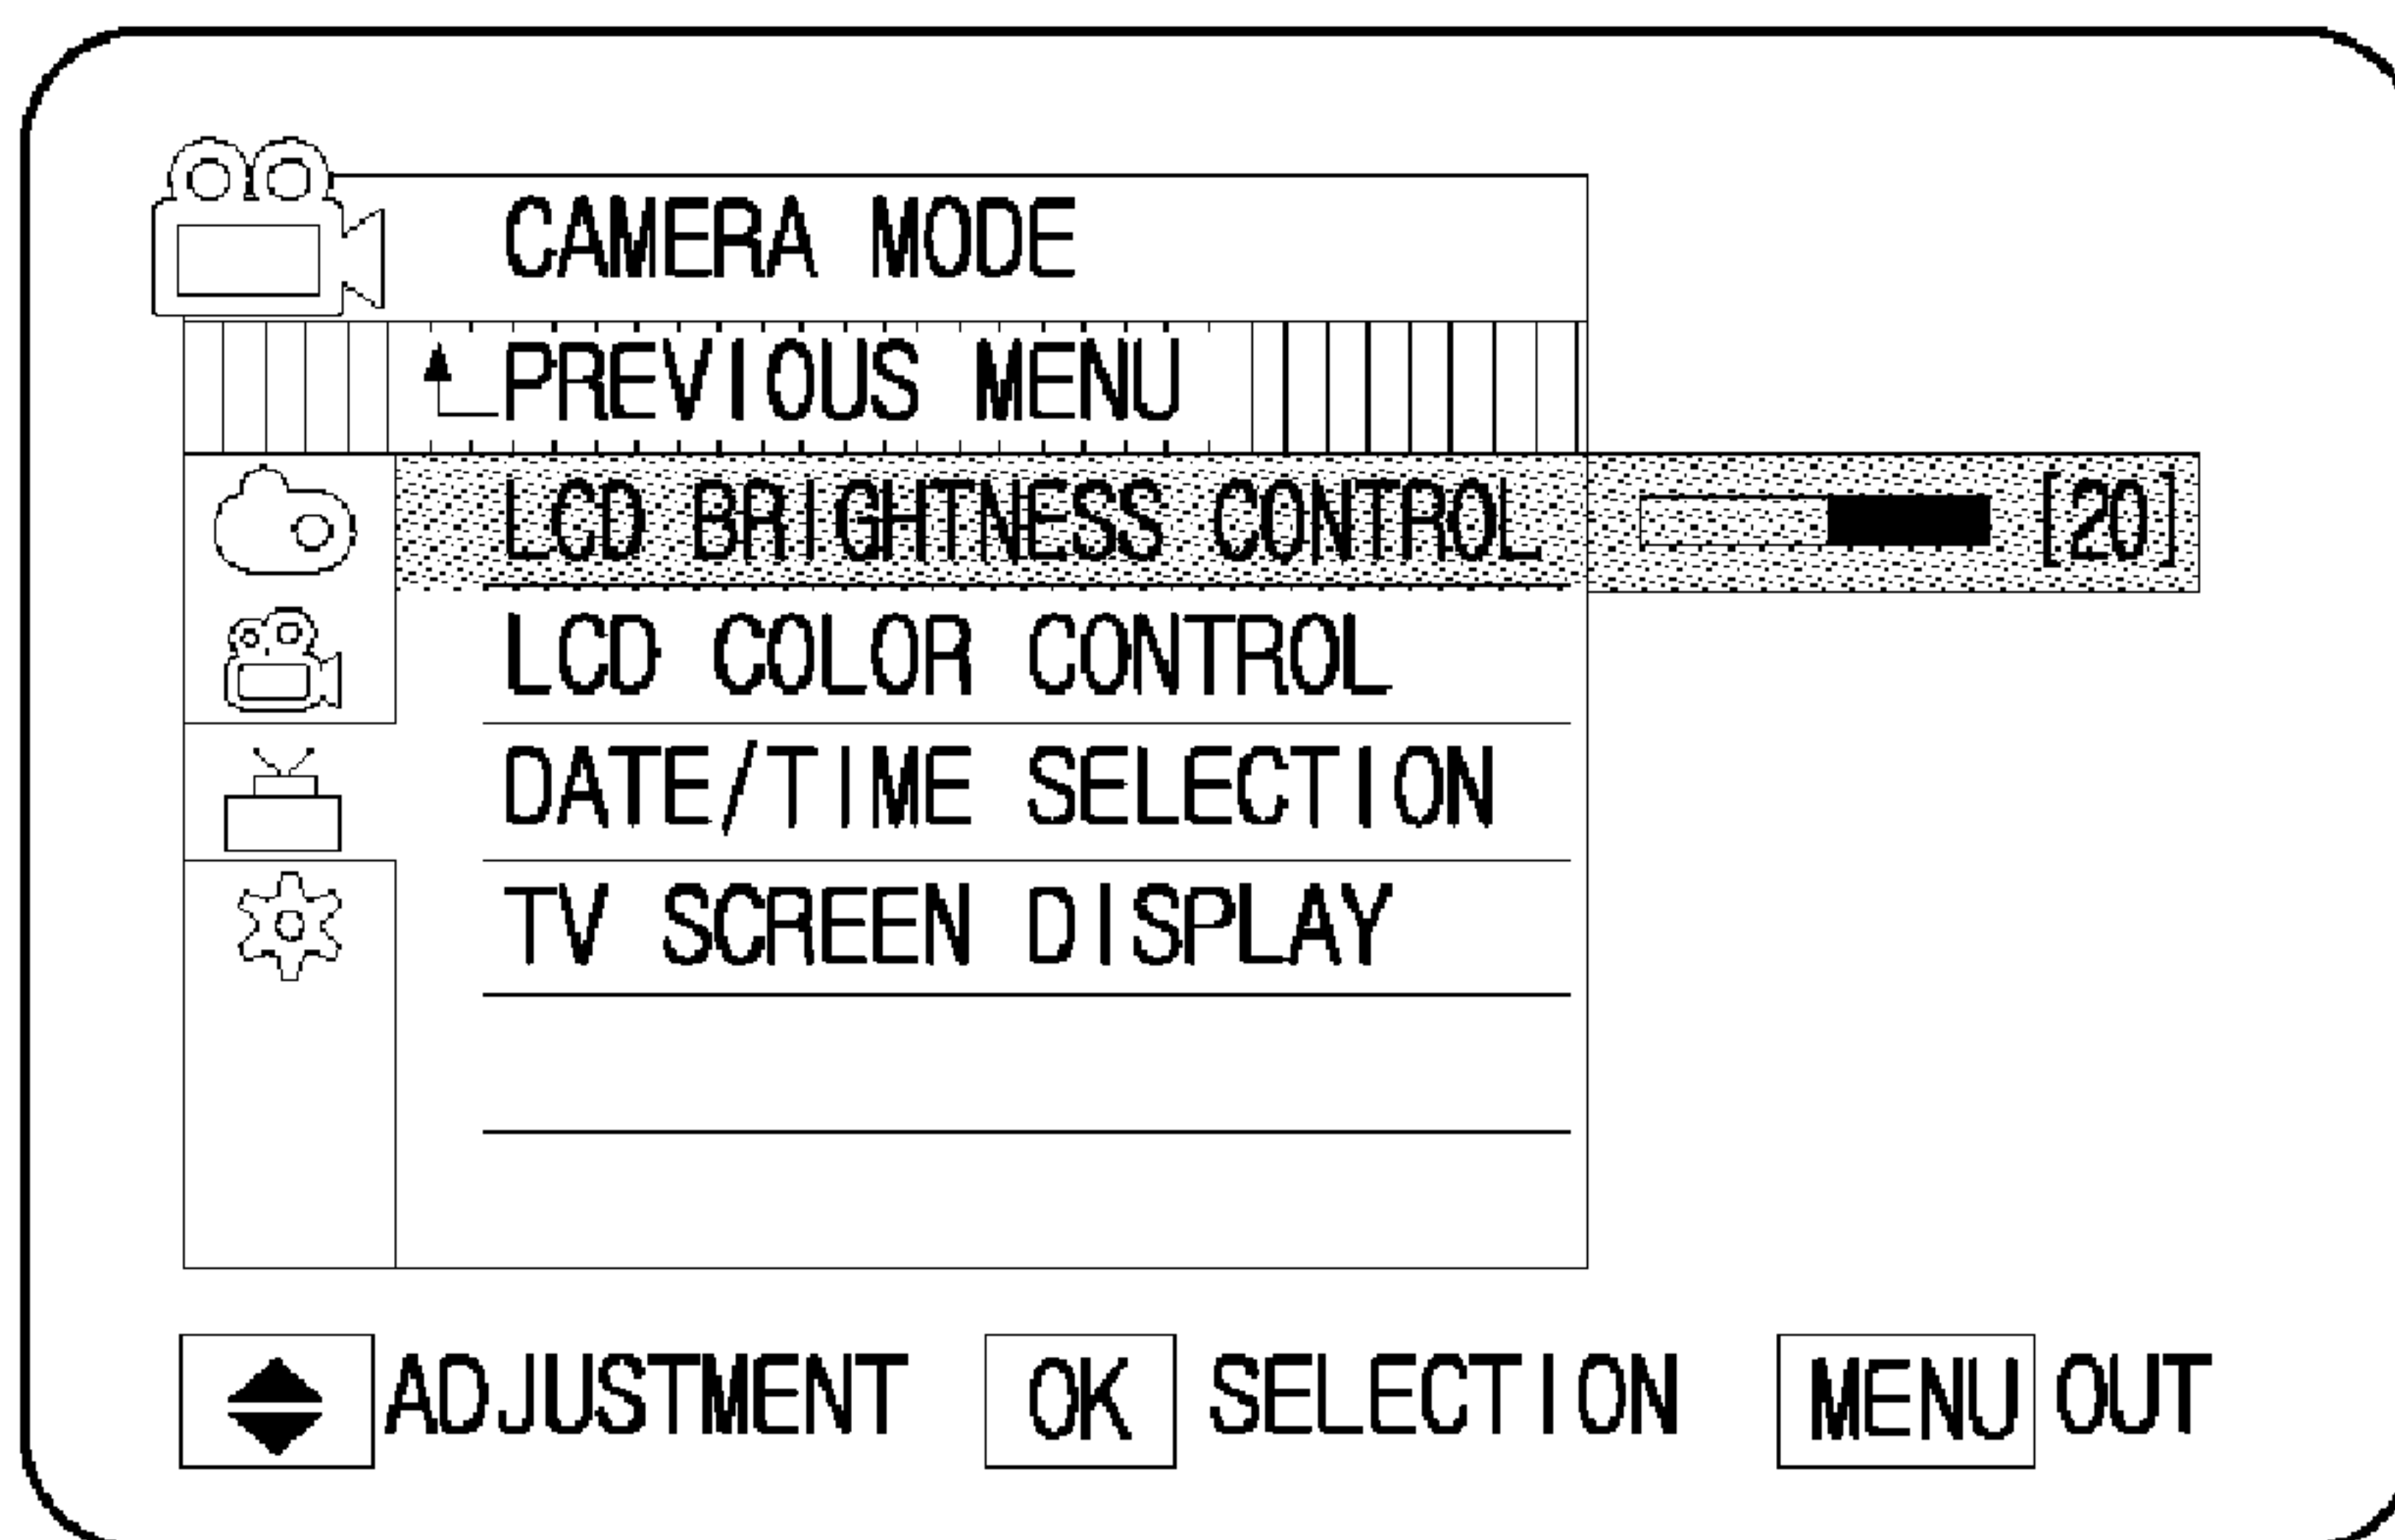 CAMERA MODE
PREVIOUS MENU
LCD BRIGHTNESS CONTROL [20]
LCD COLOR CONTROL
DATE/TIME SELECTION
TV SCREEN DISPLAY
ADJUSTMENT OK SELECTION MENU OUT